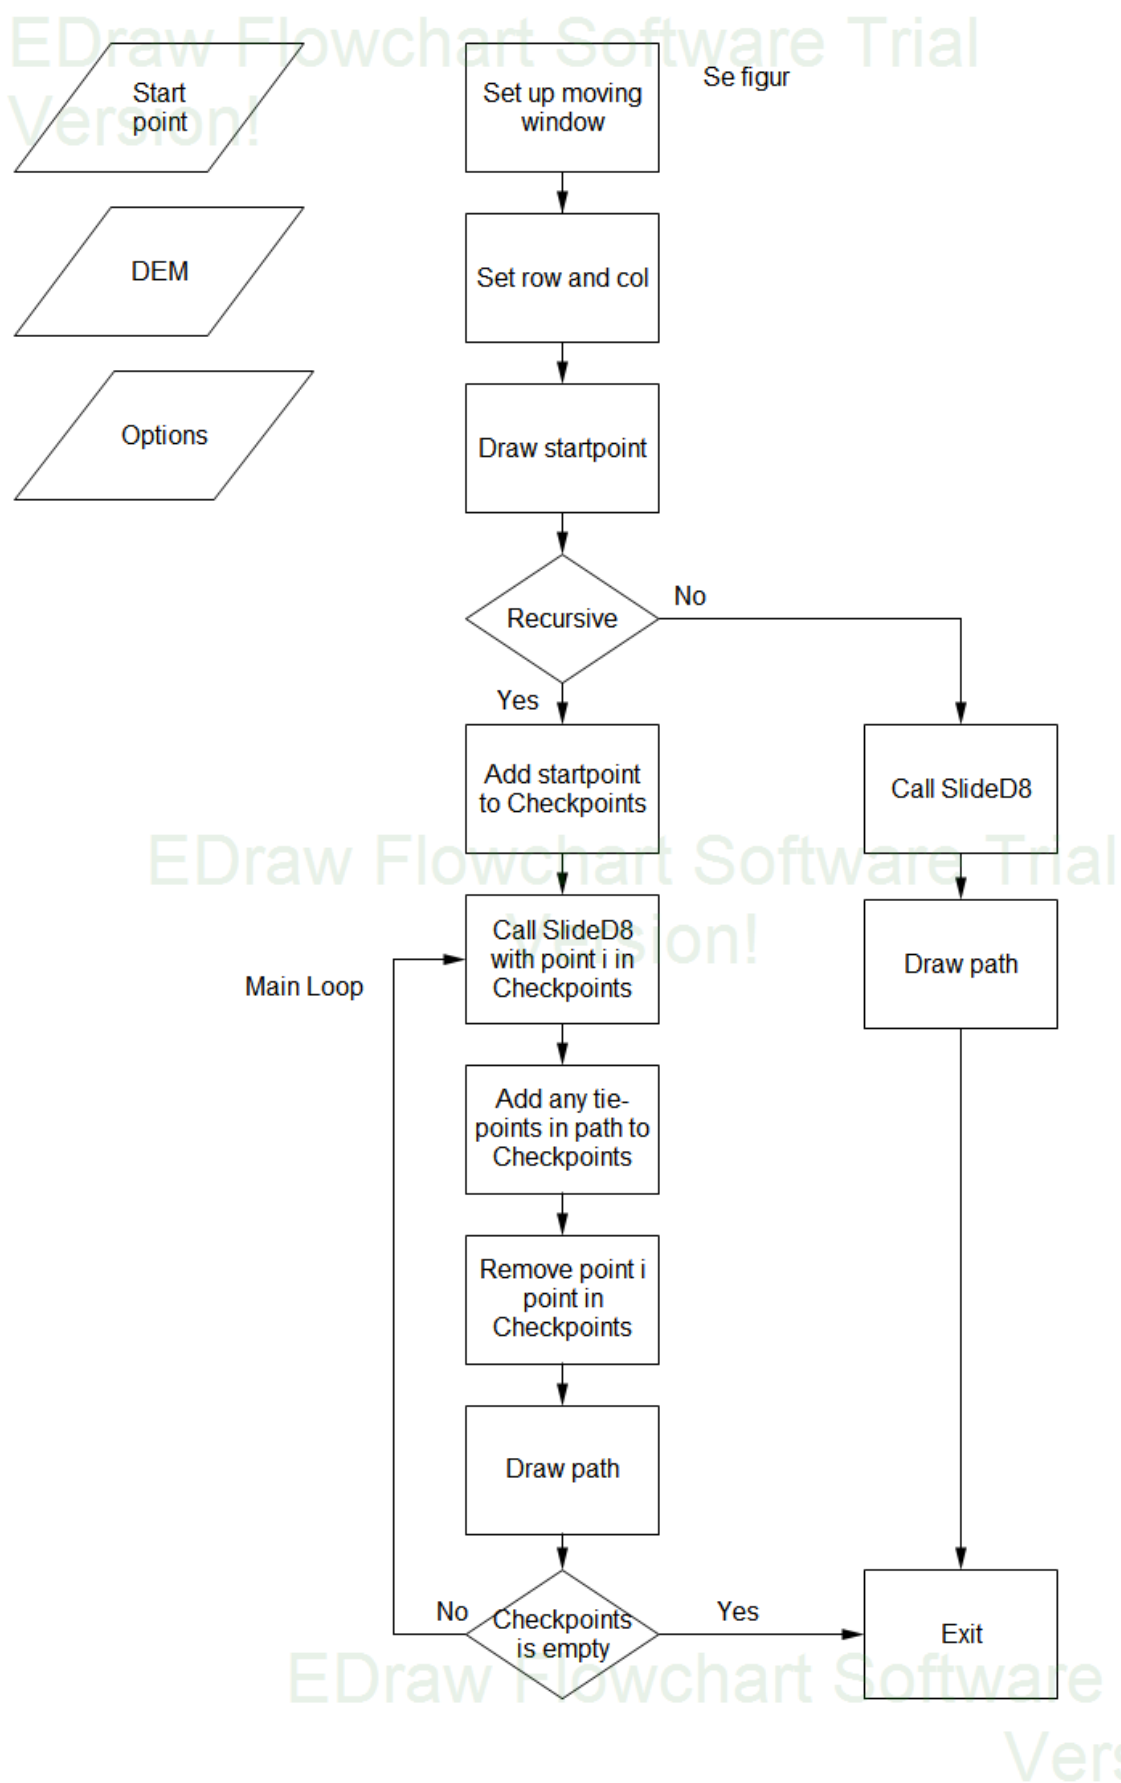 EDraw Flowchart Software Trial
Version!
Start
point
Set up moving
window
Se figur
DEM
Set row and col
Options
Draw startpoint
Recursive
No
Yes
Add startpoint
to Checkpoints
Call SlideD8
EDraw Flowchart Software Trial
Version!
Call SlideD8
with point i in
Checkpoints
Draw path
Main Loop
Add any tie-
points in path to
Checkpoints
Remove point i
point in
Checkpoints
Draw path
No
Checkpoints
is empty
Yes
Exit
EDraw Flowchart Software
Vers